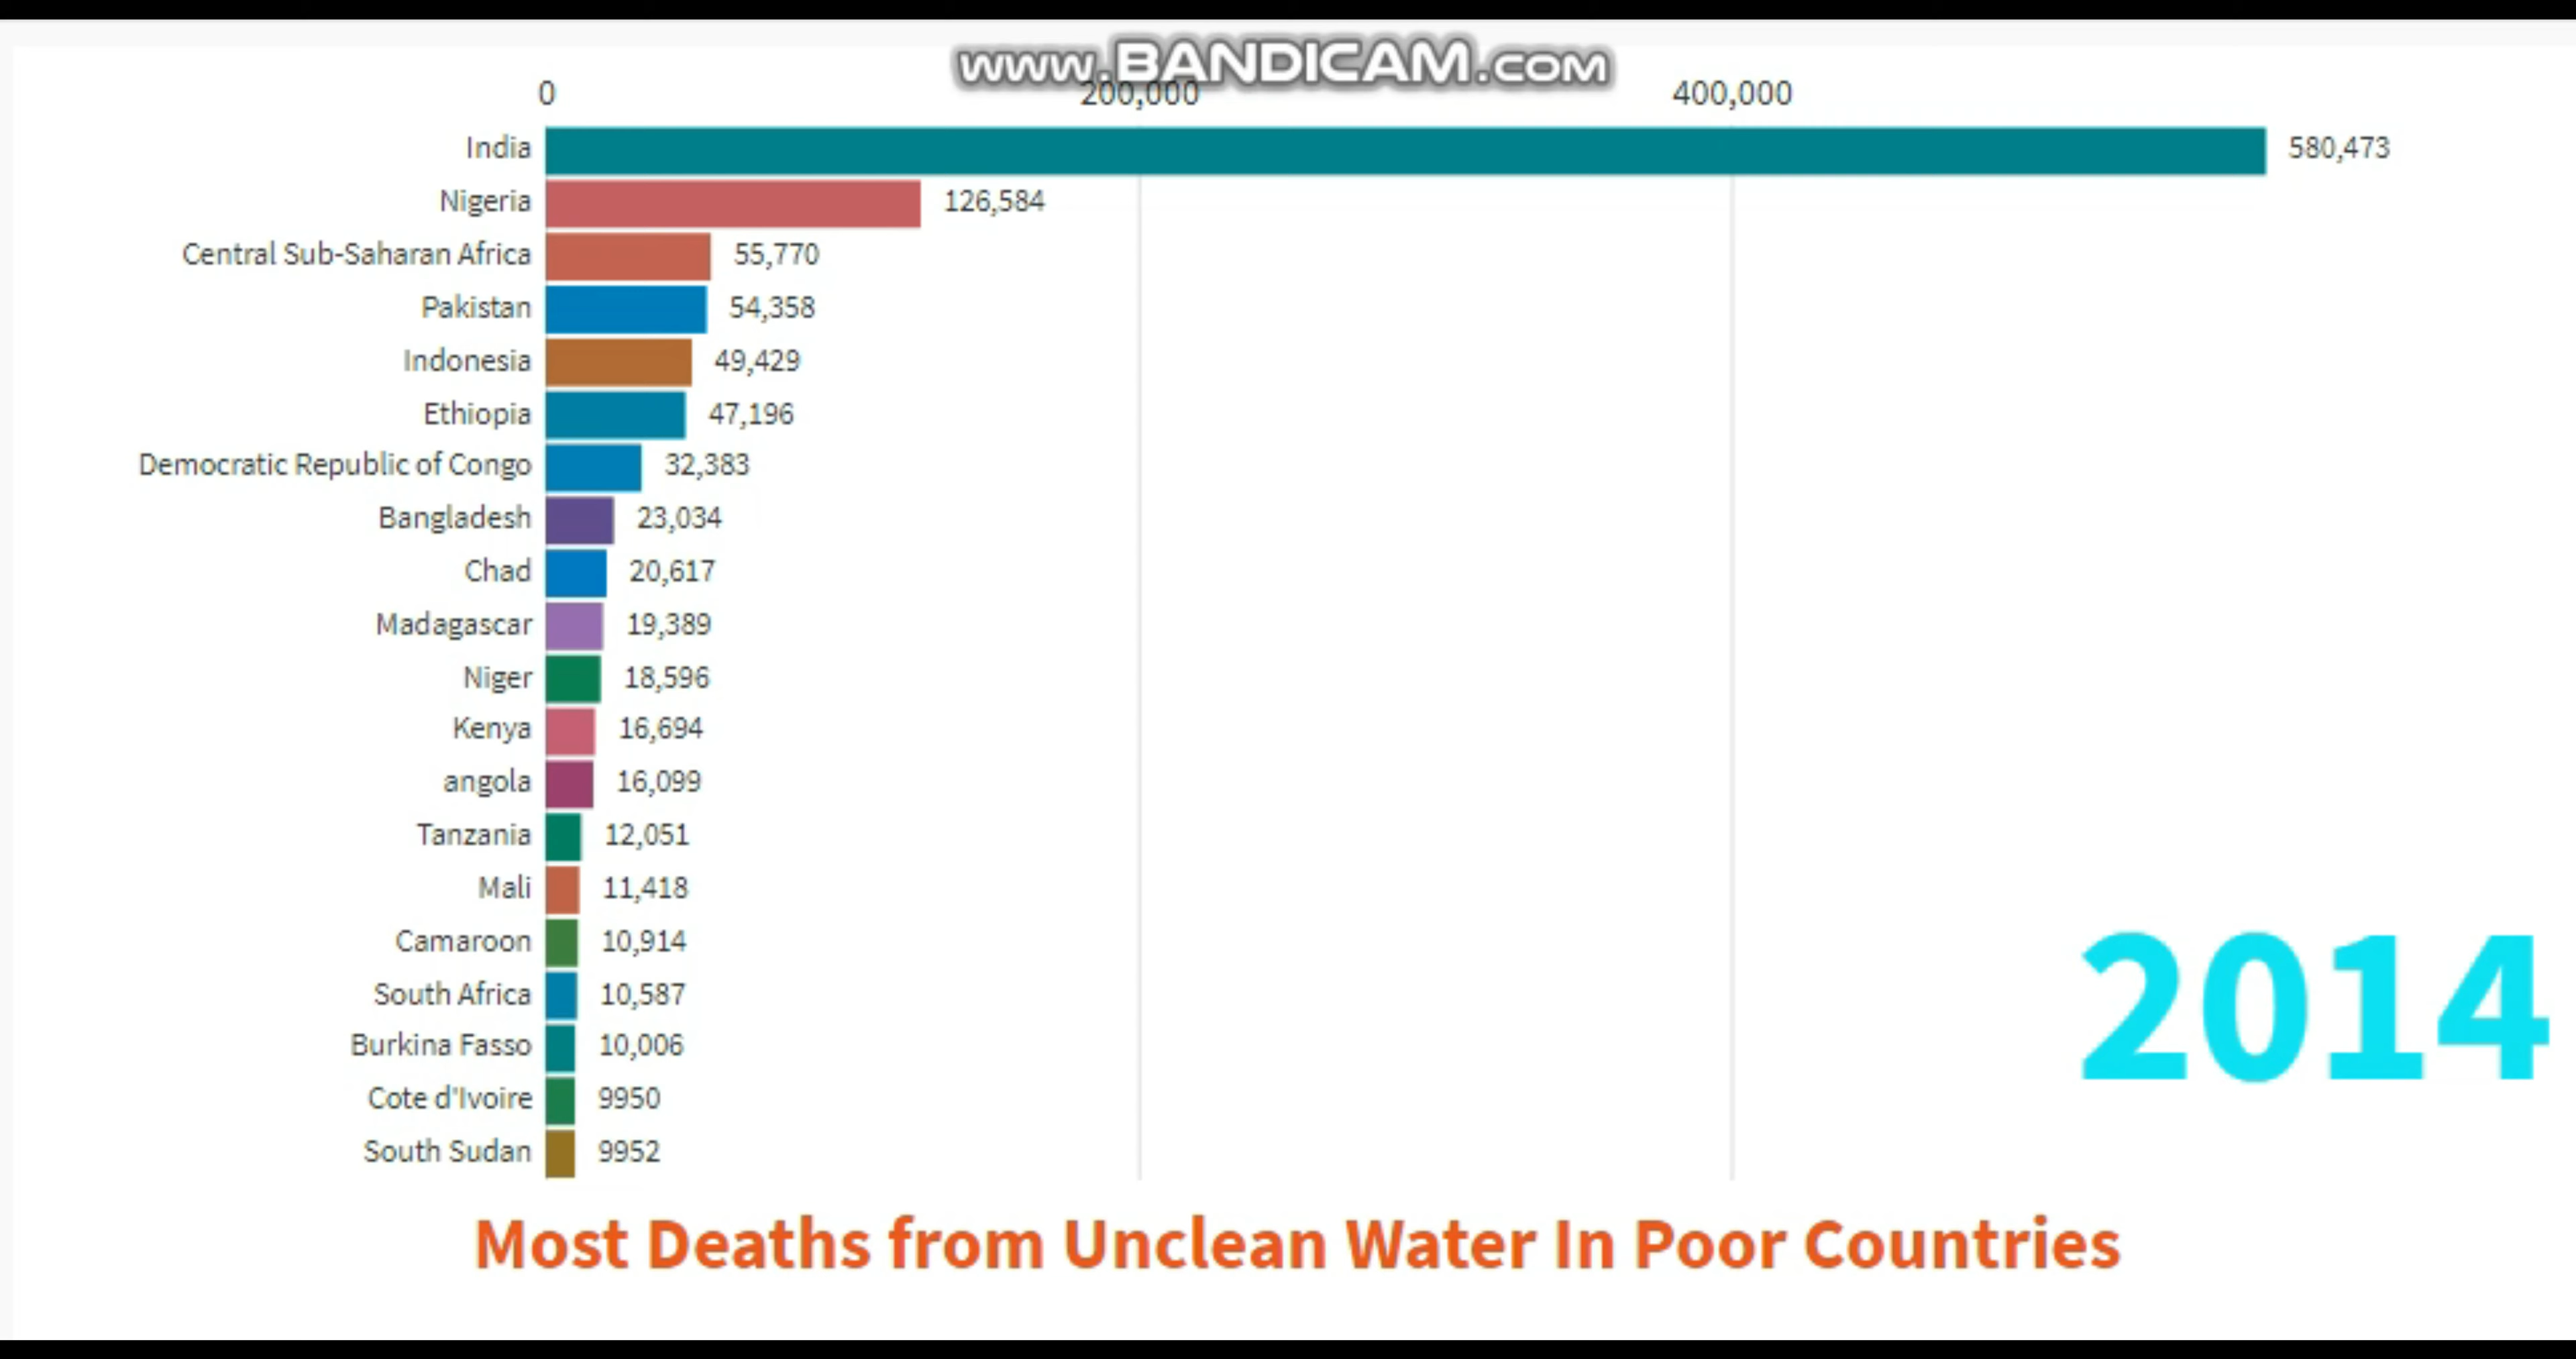 www.BANDICAM.com
0 200,000 400,000
India 580,473
Nigeria 126,584
Central Sub-Saharan Africa 55,770
Pakistan 54,358
Indonesia 49,429
Ethiopia 47,196
Democratic Republic of Congo 32,383
Bangladesh 23,034
Chad 20,617
Madagascar 19,389
Niger 18,596
Kenya 16,694
angola 16,099
Tanzania 12,051
Mali 11,418
Camaroon 10,914
South Africa 10,587
Burkina Fasso 10,006
Cote d'Ivoire 9950
South Sudan 9952
2014
Most Deaths from Unclean Water In Poor Countries